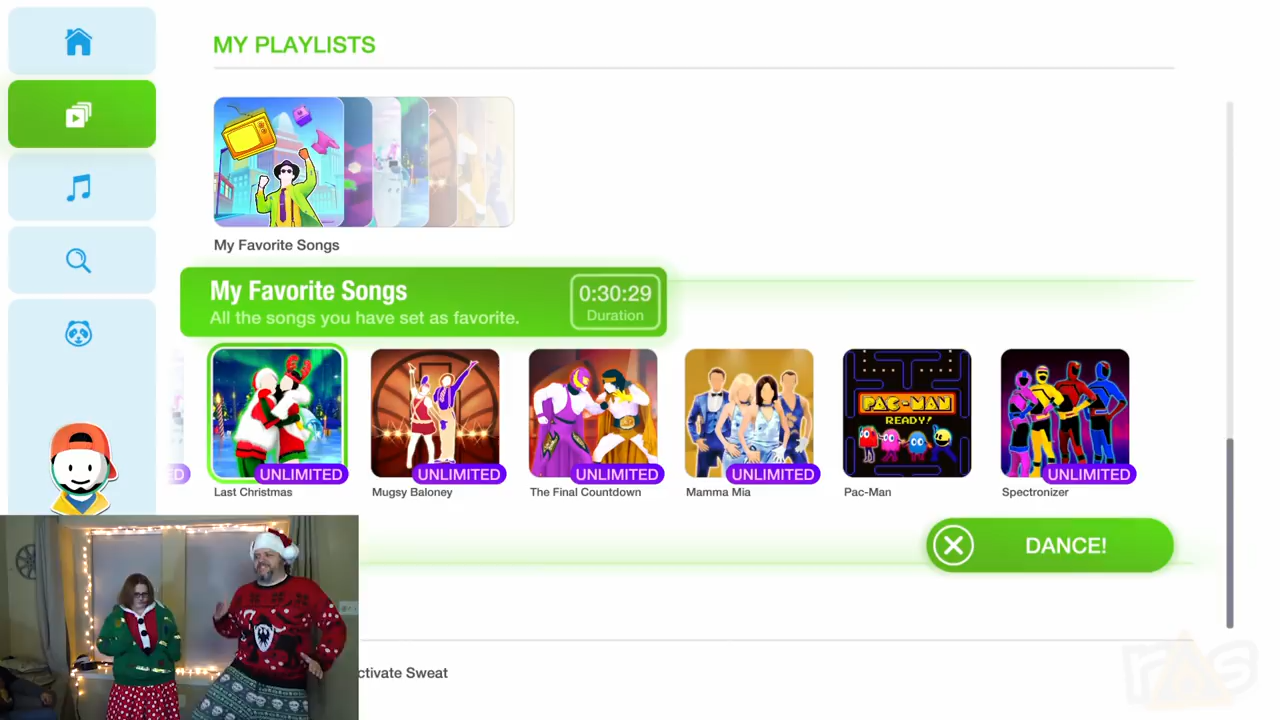 MY PLAYLISTS
My Favorite Songs
My Favorite Songs
All the songs you have set as favorite.
0:30:29
Duration
PAC-MAN
READY!
ED
UNLIMITED
UNLIMITED
UNLIMITED
UNLIMITED
UNLIMITED
Last Christmas
Mugsy Baloney
The Final Countdown
Mamma Mia
Pac-Man
Spectronizer
DANCE!
ctivate Sweat
ras